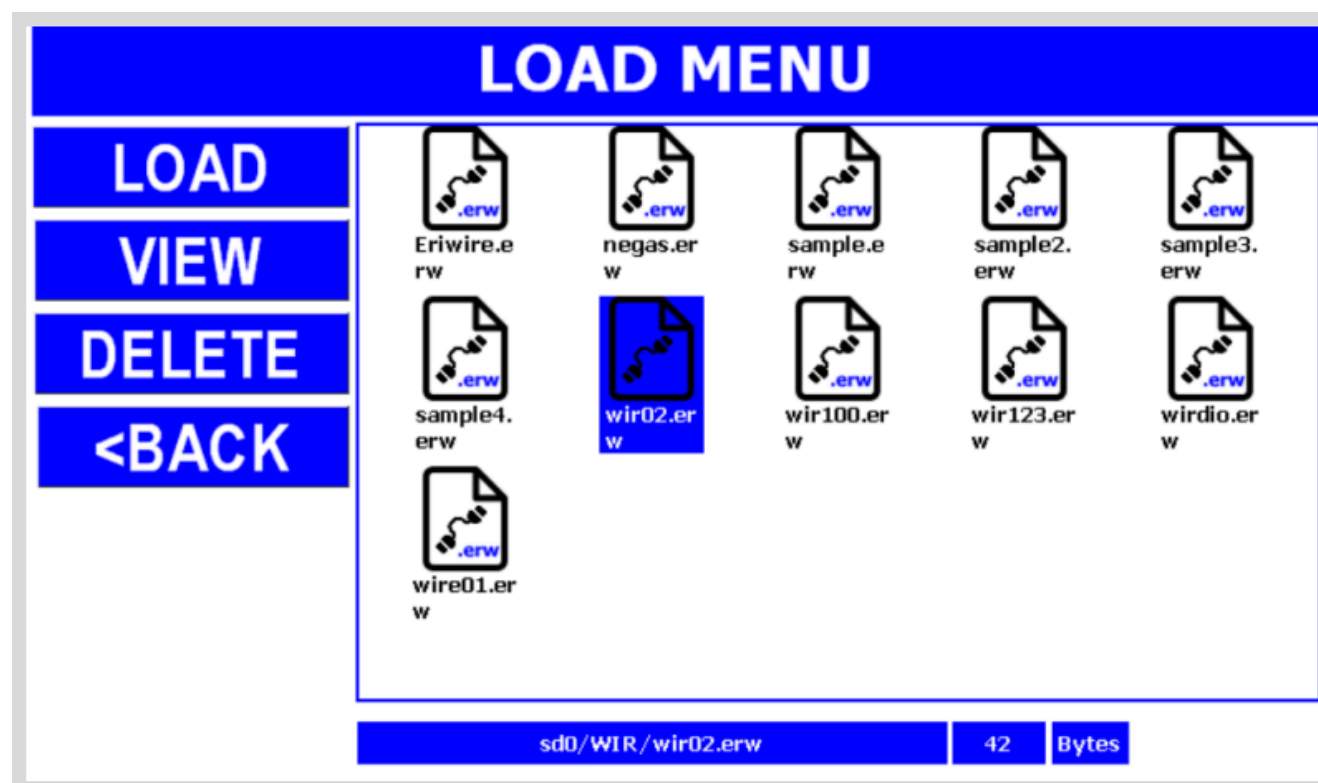 LOAD MENU
LOAD
VIEW
DELETE
<BACK
.erw
.erw
.erw
.erw
.erw
Eriwire.e
rw
negas.er
w
sample.e
rw
sample2.
erw
sample3.
erw
.erw
.erw
.erw
.erw
sample4.
erw
wir02.er
w
wir100.er
w
wir123.er
w
wirdio.er
w
.erw
wire01.er
w
sd0/WIR/wir02.erw
42
Bytes